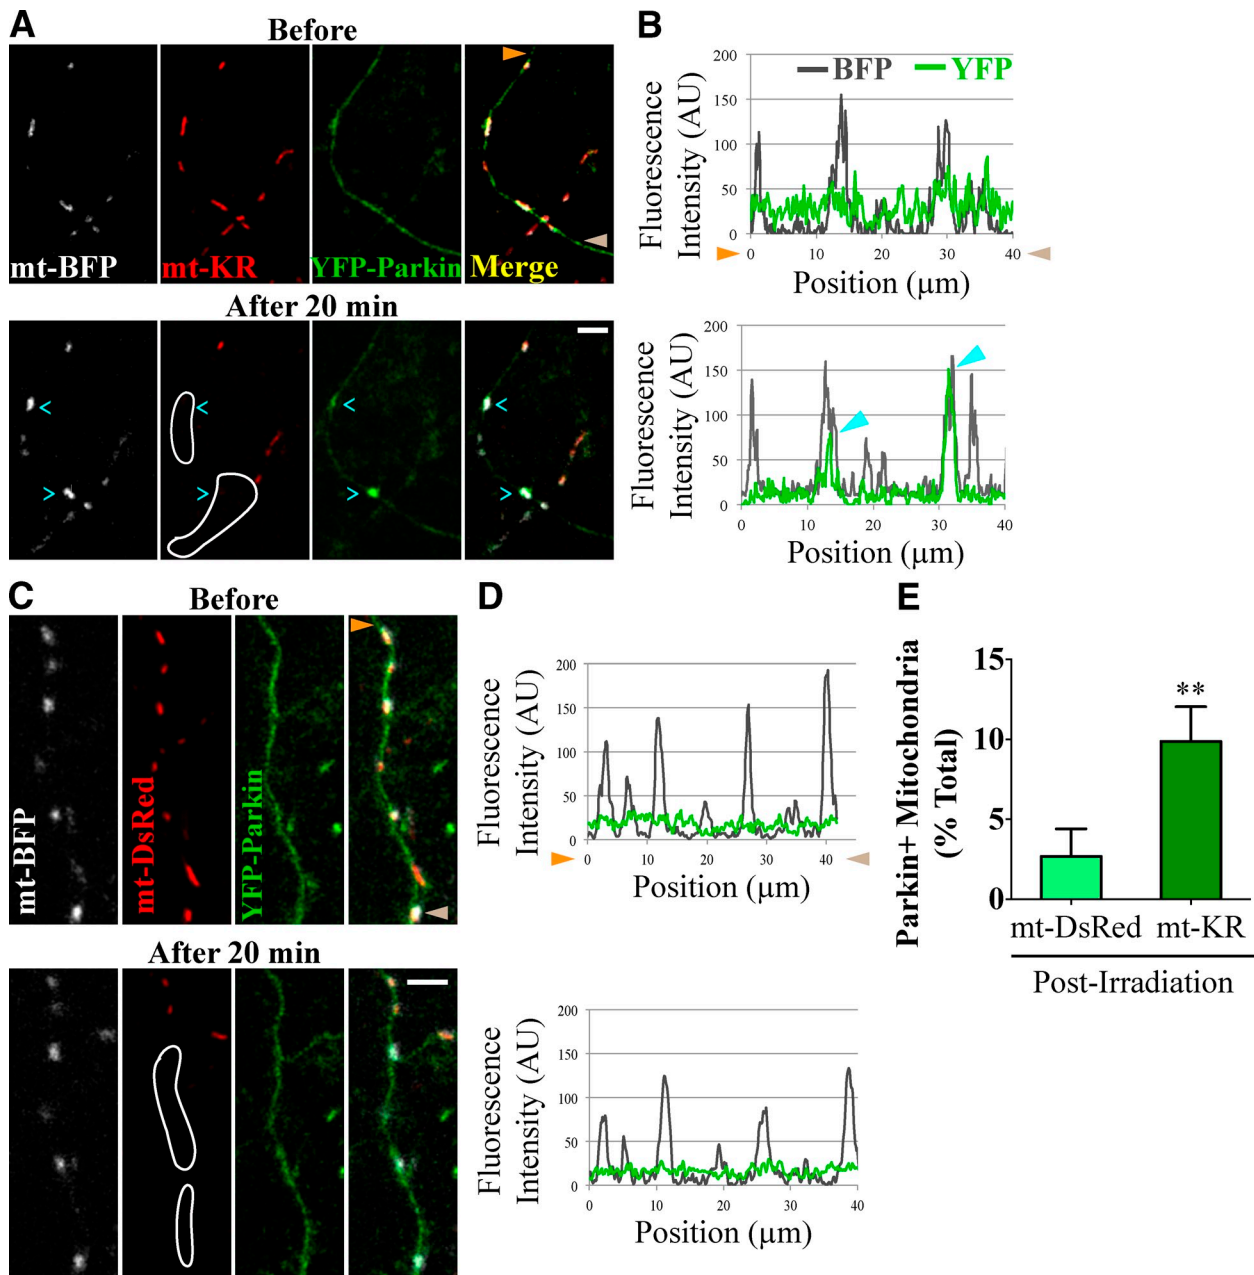 A
Before
mt-BFP
mt-KR
YFP-Parkin
Merge
After 20 min
<
<
<
<
>
>
>
>
B
BFP
YFP
Fluorescence
Intensity (AU)
200
150
100
50
0
0
10
20
30
40
Position (µm)
Fluorescence
Intensity (AU)
200
150
100
50
0
0
10
20
30
40
Position (µm)
C
Before
mt-BFP
mt-DsRed
YFP-Parkin
After 20 min
D
Fluorescence
Intensity (AU)
200
150
100
50
0
0
10
20
30
40
Position (µm)
Fluorescence
Intensity (AU)
200
150
100
50
0
0
10
20
30
40
Position (µm)
E
Parkin+ Mitochondria
(% Total)
15
10
5
0
**
mt-DsRed
mt-KR
Post-Irradiation